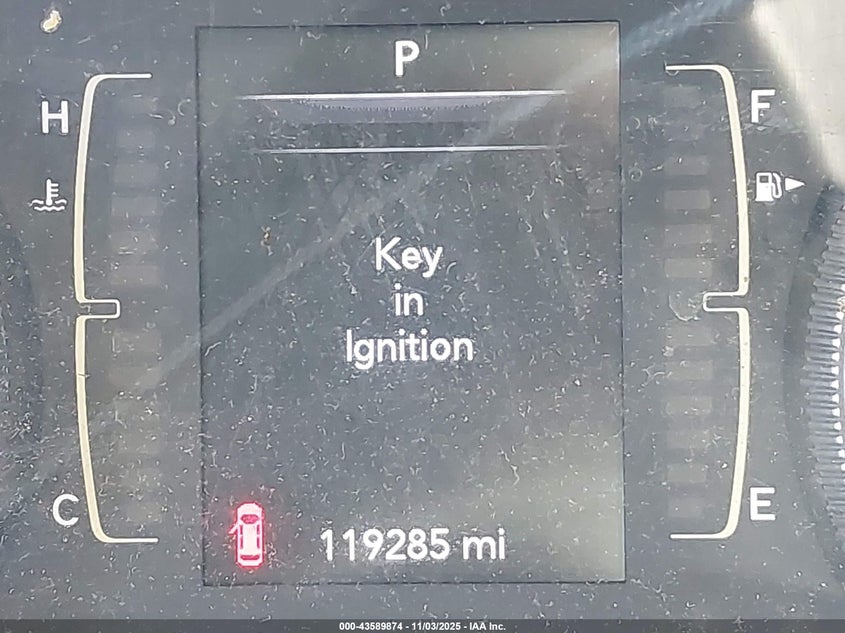 P
H
F
Key
in
Ignition
C
E
119285 mi
000-43589874 - 11/03/2025 - IAA Inc.